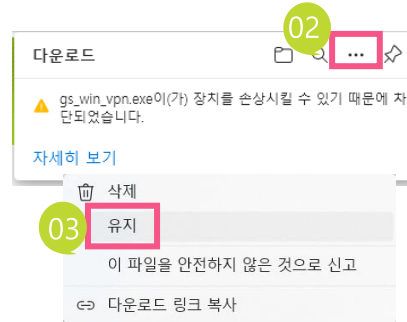 02
다운로드
gs_win_vpn.exe이(가) 장치를 손상시킬 수 있기 때문에 차
단되었습니다.
자세히 보기
삭제
03
유지
이 파일을 안전하지 않은 것으로 신고
다운로드 링크 복사